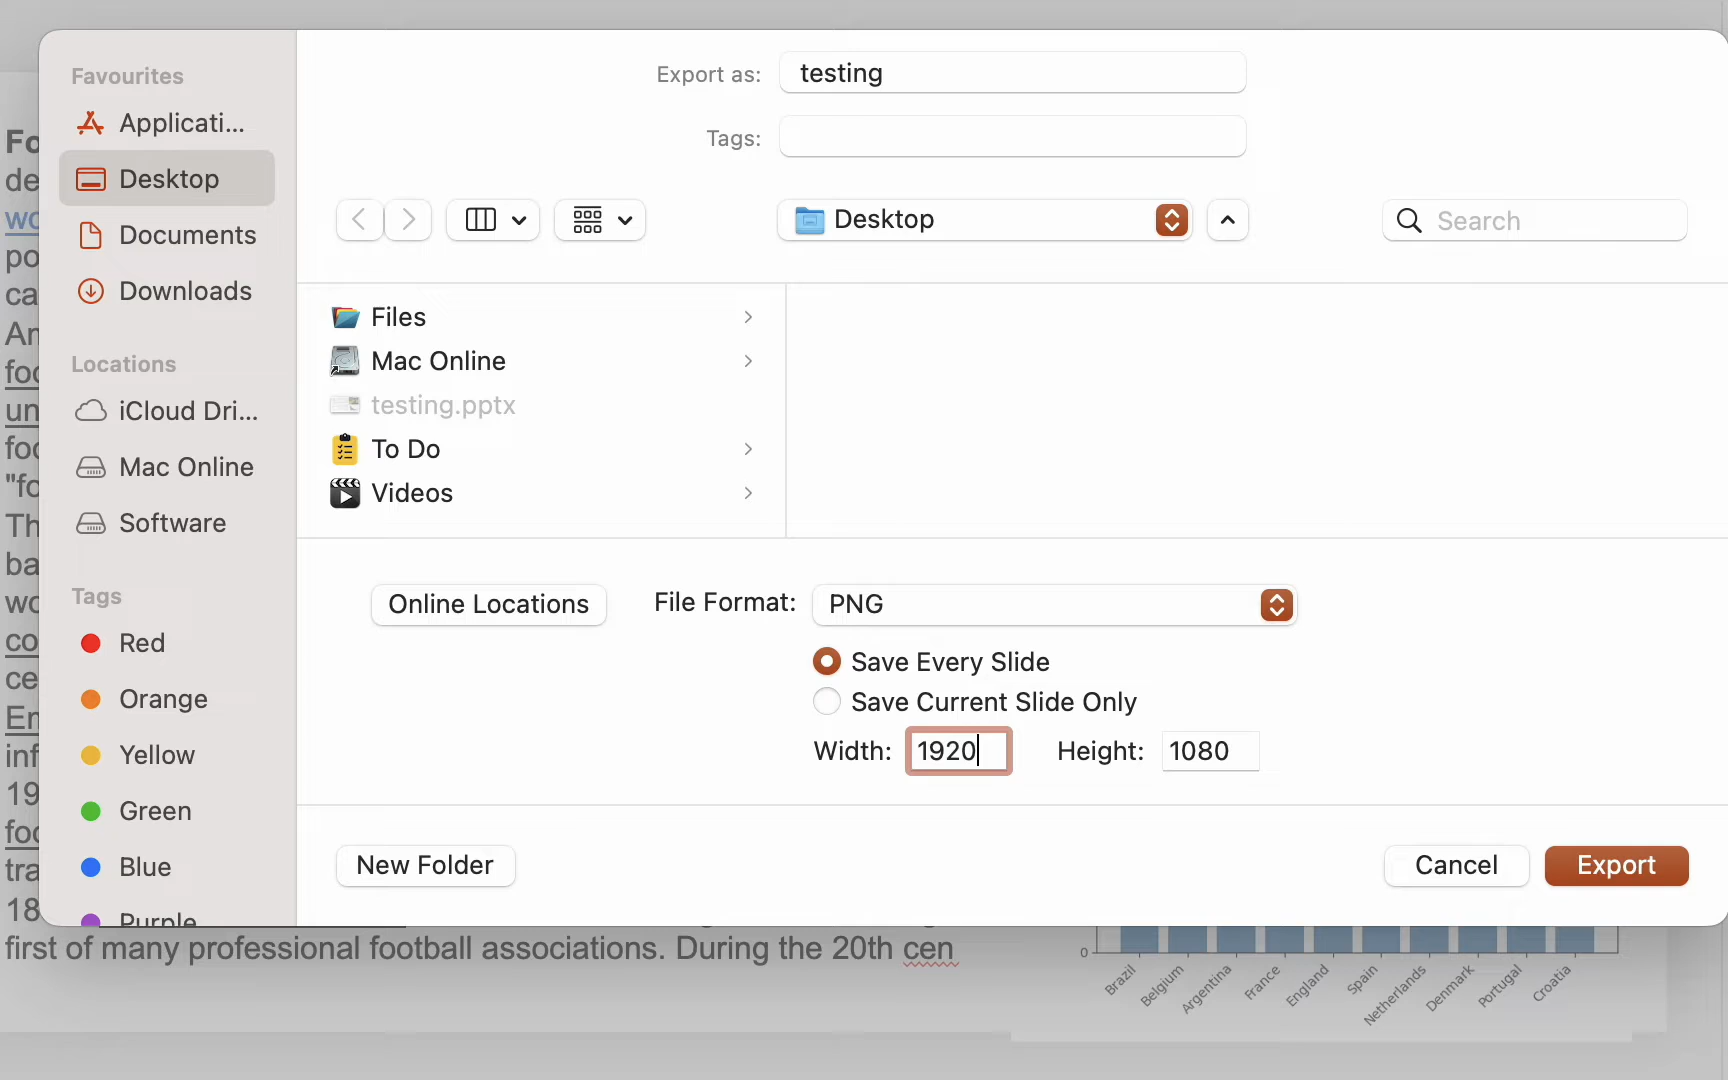 Favourites
Applicati...
Desktop
Documents
Downloads
Locations
iCloud Dri...
Mac Online
Software
Tags
Red
Orange
Yellow
Green
Blue
Purple
Export as: testing
Tags:
Desktop
Search
Files
Mac Online
testing.pptx
To Do
Videos
Online Locations
File Format: PNG
Save Every Slide
Save Current Slide Only
Width: 1920 Height: 1080
New Folder
Cancel
Export
first of many professional football associations. During the 20th cen
0
Brazil
Belgium
Argentina
France
England
Spain
Netherlands
Denmark
Portugal
Croatia